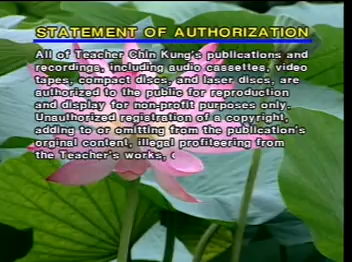 STATEMENT OF AUTHORIZATION
All of Teacher Chin Kung's publications and
recordings, including audio cassettes, video
tapes, compact discs, and laser discs, are
authorized to the public for reproduction
and display for non-profit purposes only.
Unauthorized registration of a copyright,
adding to or omitting from the publication's
orginal content, illegal profiteering from
the Teacher's works,